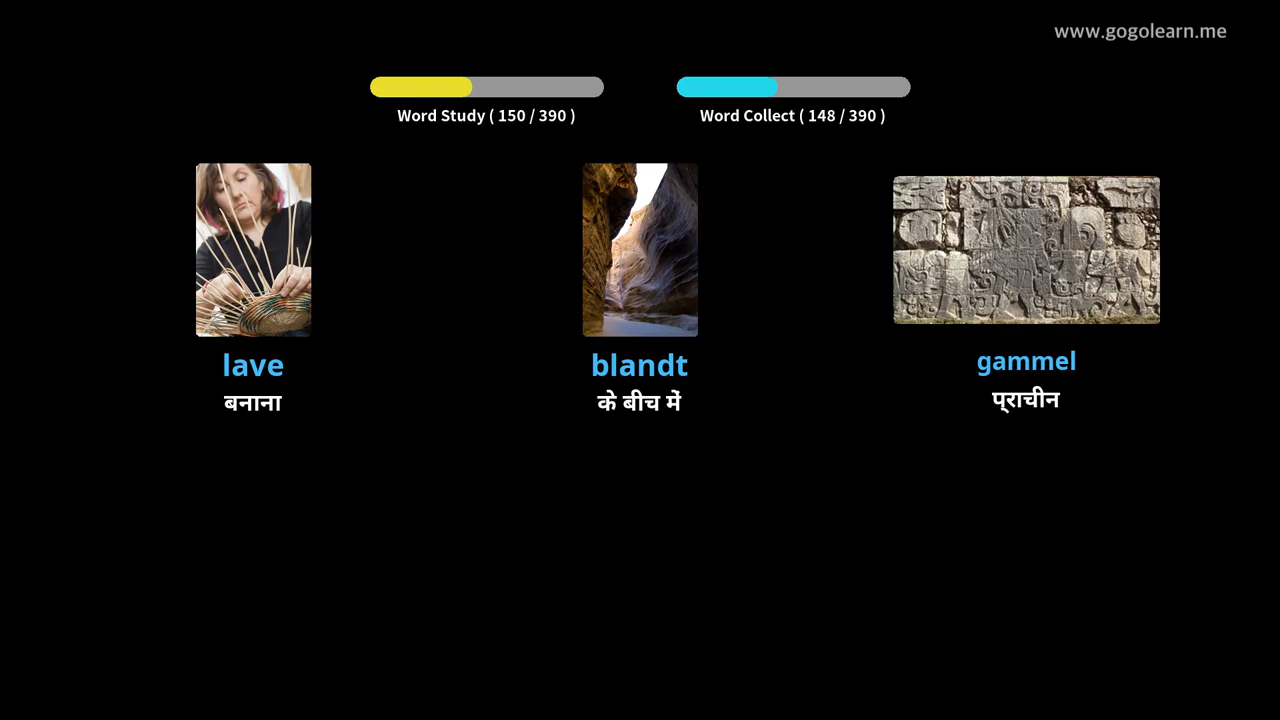 www.gogolearn.me
Word Study ( 150 / 390 )
Word Collect ( 148 / 390 )
lave
बनाना
blandt
के बीच में
gammel
प्राचीन